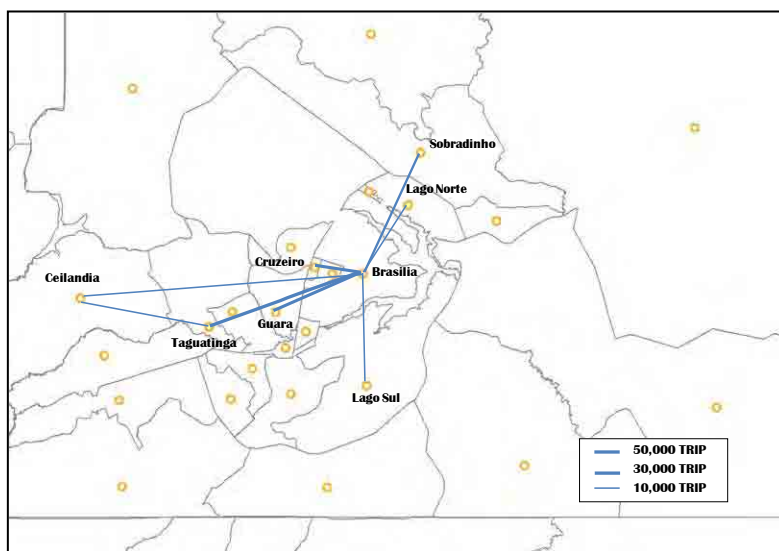 Sobradinho
Lago Norte
Cruzeiro
Brasilia
Ceilandia
Guara
Taguatinga
Lago Sul
50,000 TRIP
30,000 TRIP
10,000 TRIP